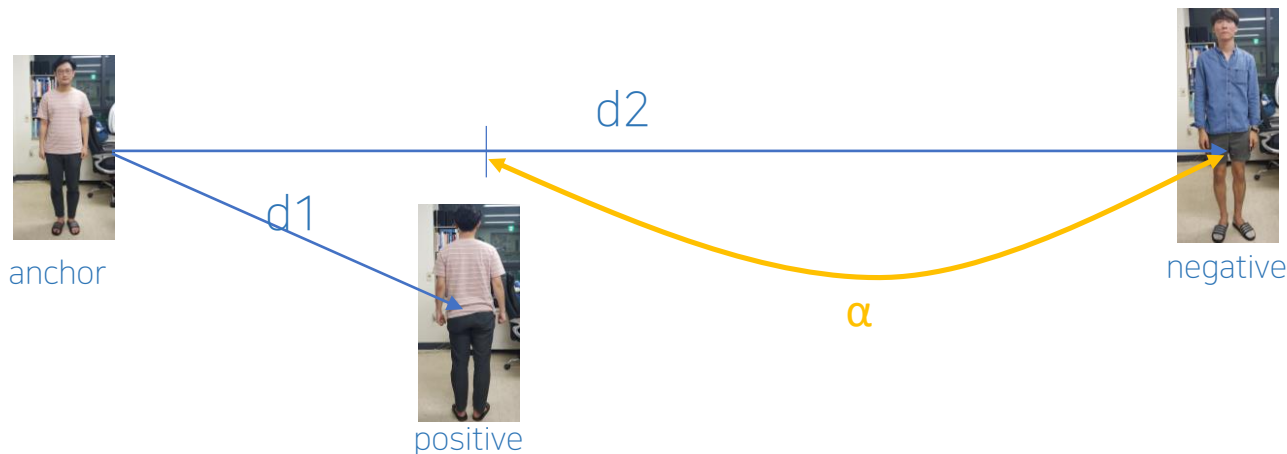 d2
d1
anchor
negative
α
positive